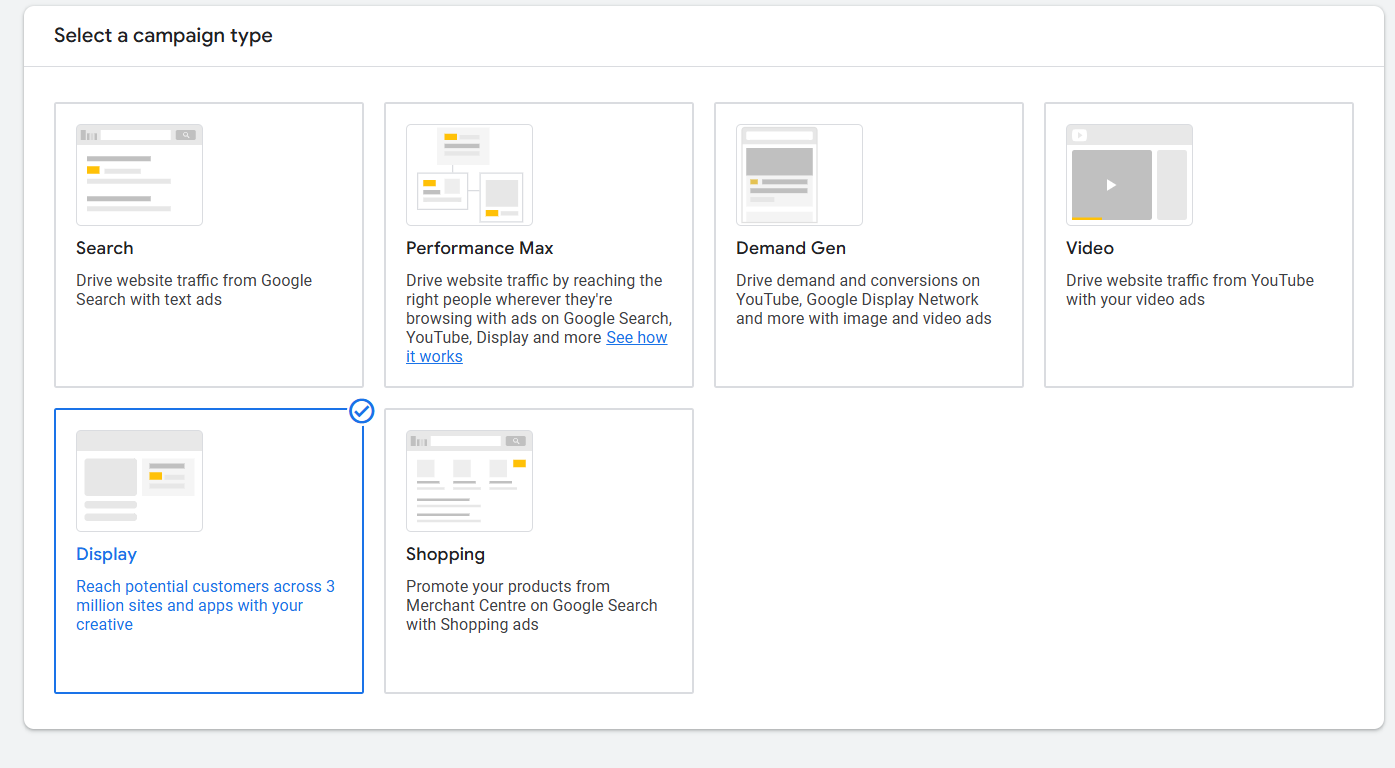 Select a campaign type
Search
Drive website traffic from Google
Search with text ads
Performance Max
Drive website traffic by reaching the
right people wherever they're
browsing with ads on Google Search,
YouTube, Display and more See how
it works
Demand Gen
Drive demand and conversions on
YouTube, Google Display Network
and more with image and video ads
Video
Drive website traffic from YouTube
with your video ads
Display
Reach potential customers across 3
million sites and apps with your
creative
Shopping
Promote your products from
Merchant Centre on Google Search
with Shopping ads